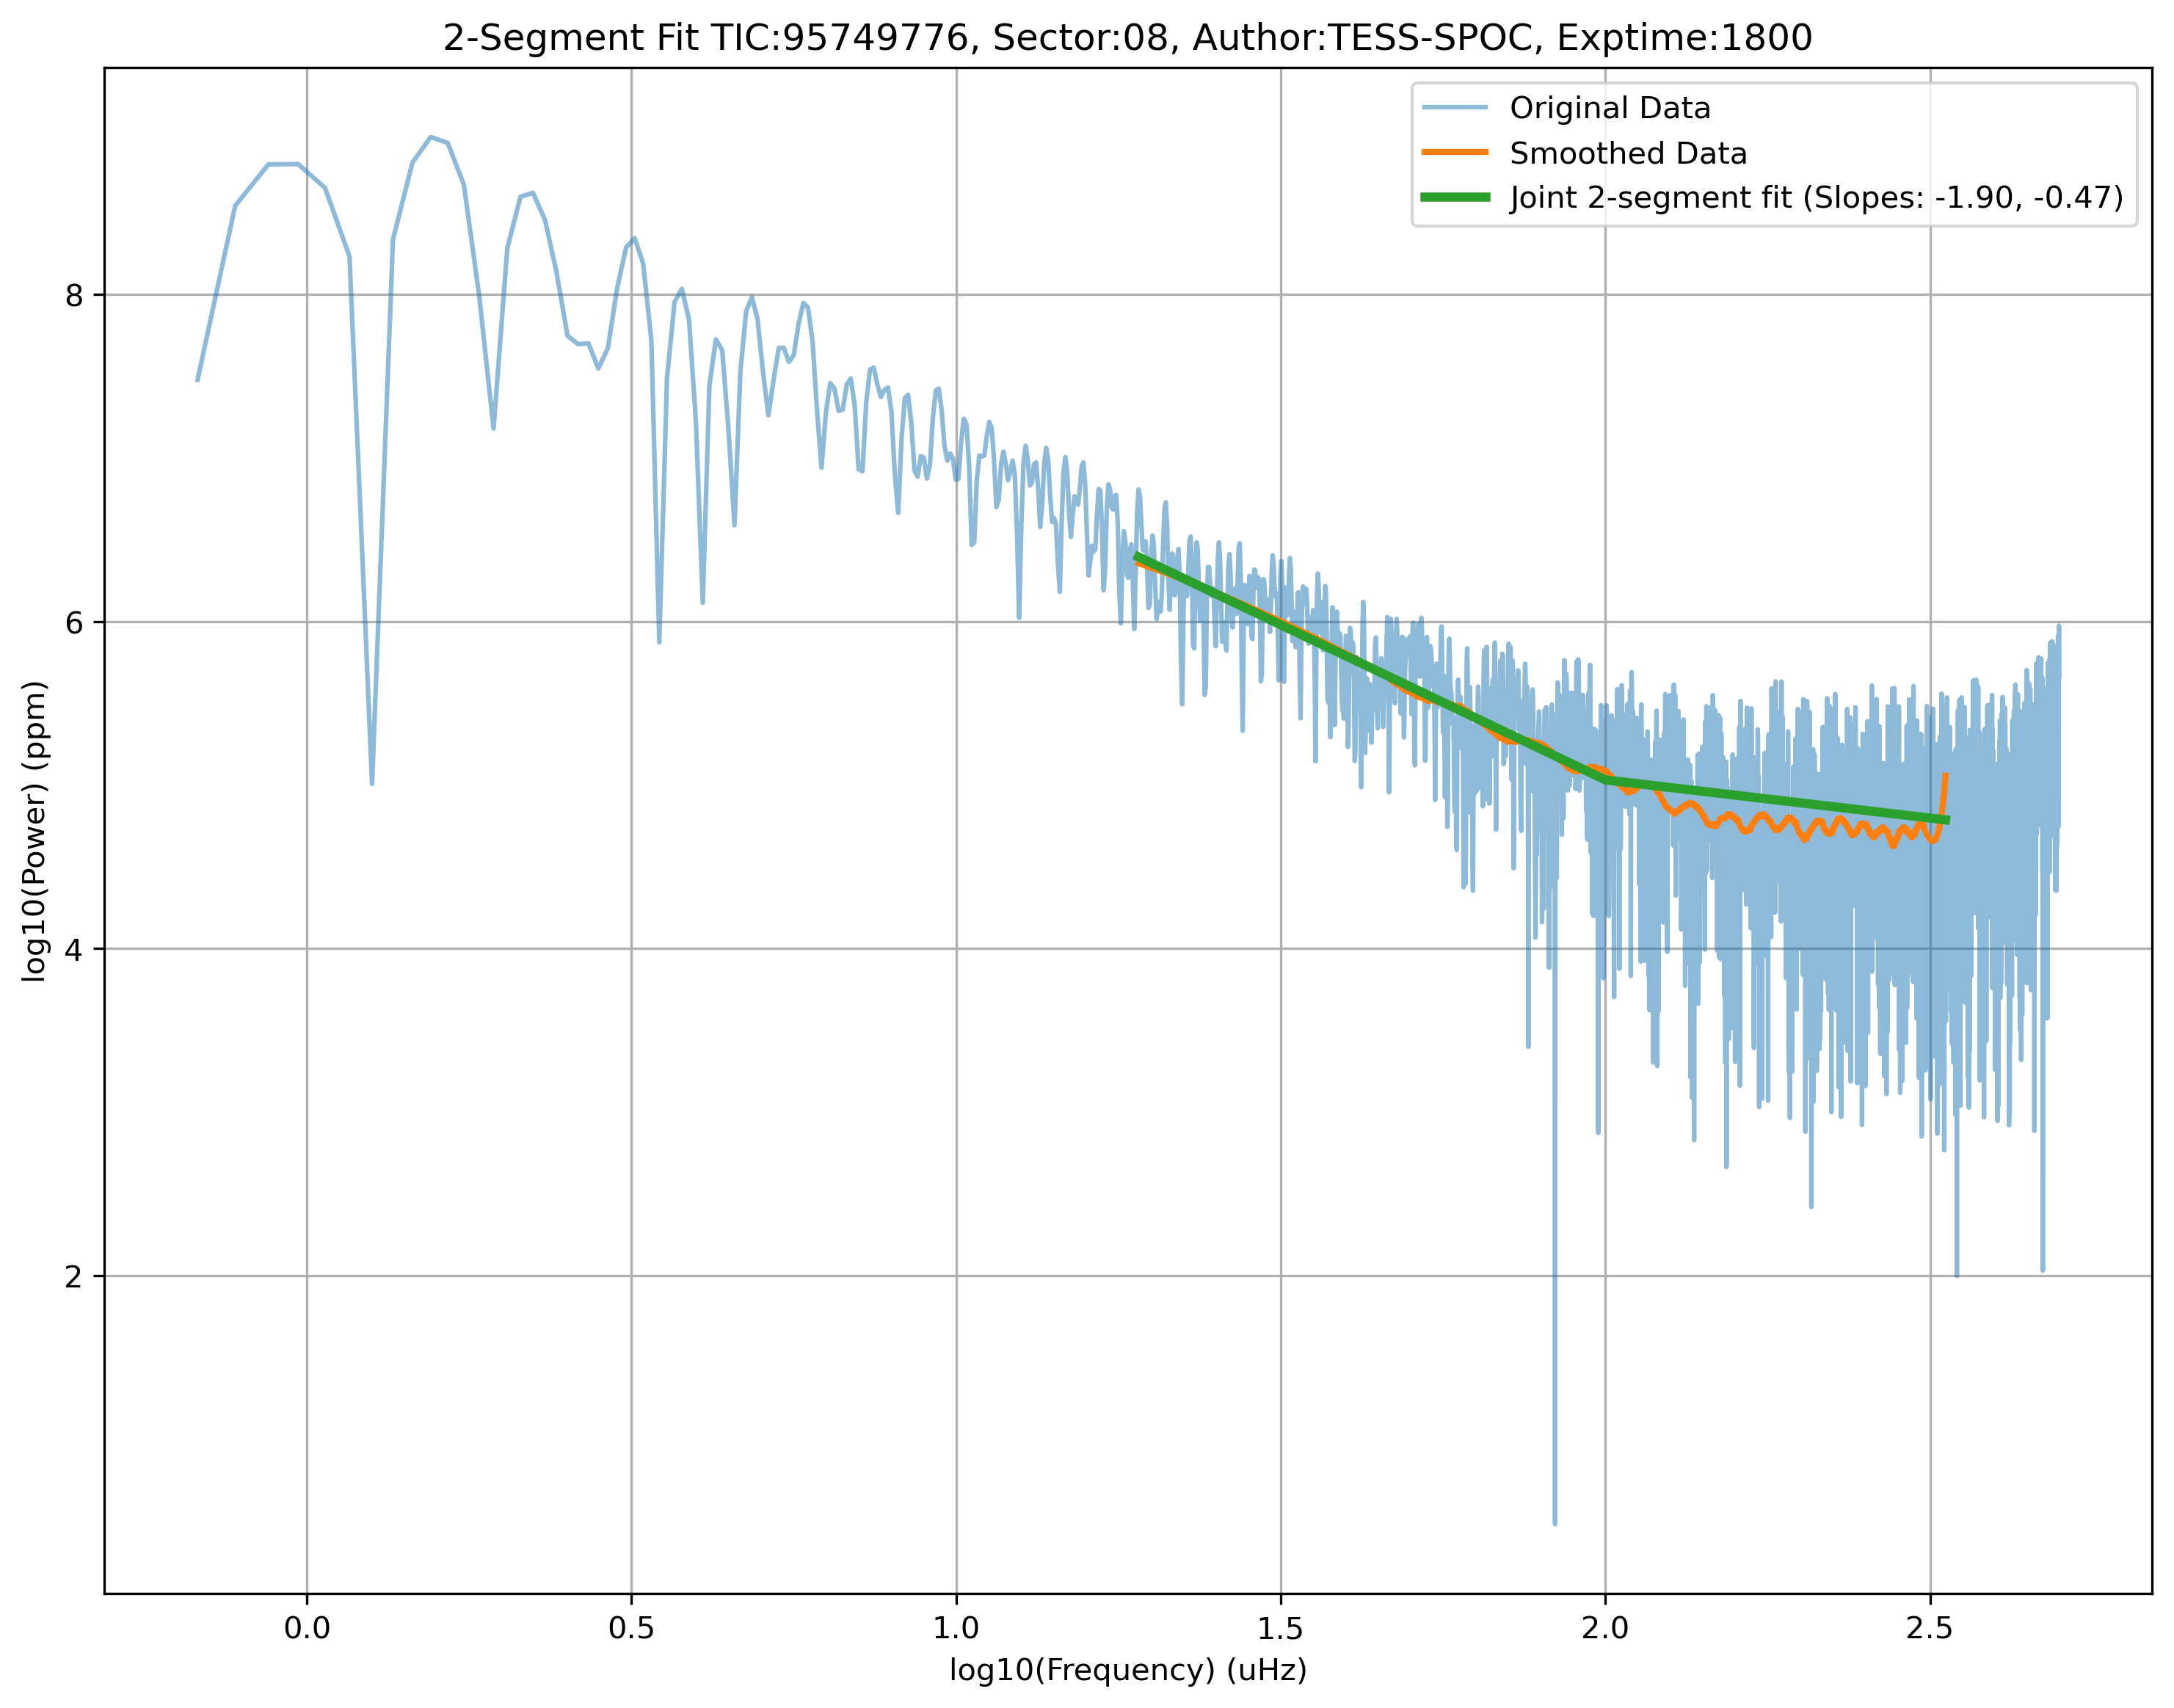 2-Segment Fit TIC:95749776, Sector:08, Author:TESS-SPOC, Exptime:1800
Original Data
Smoothed Data
Joint 2-segment fit (Slopes: -1.90, -0.47)
log10(Power) (ppm)
8
6
4
2
0.0 0.5 1.0 1.5 2.0 2.5
log10(Frequency) (uHz)